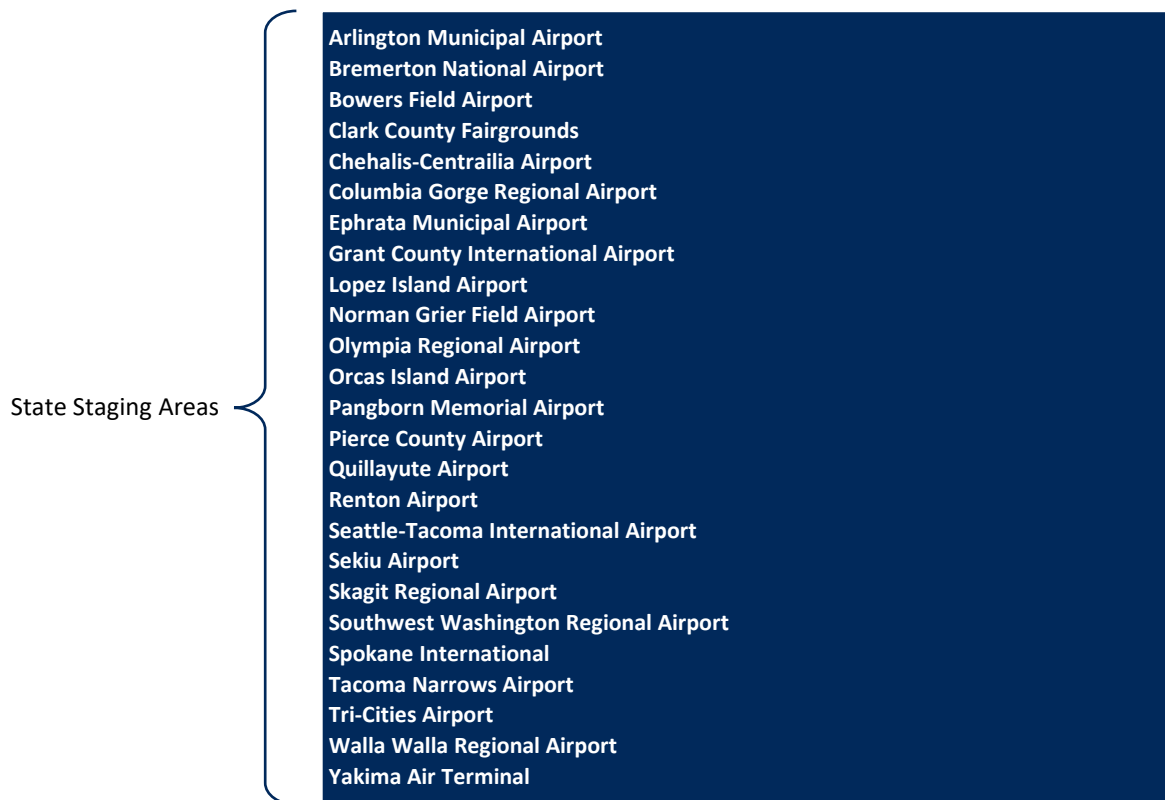 State Staging Areas
Arlington Municipal Airport
Bremerton National Airport
Bowers Field Airport
Clark County Fairgrounds
Chehalis-Centrailia Airport
Columbia Gorge Regional Airport
Ephrata Municipal Airport
Grant County International Airport
Lopez Island Airport
Norman Grier Field Airport
Olympia Regional Airport
Orcas Island Airport
Pangborn Memorial Airport
Pierce County Airport
Quillayute Airport
Renton Airport
Seattle-Tacoma International Airport
Sekiu Airport
Skagit Regional Airport
Southwest Washington Regional Airport
Spokane International
Tacoma Narrows Airport
Tri-Cities Airport
Walla Walla Regional Airport
Yakima Air Terminal